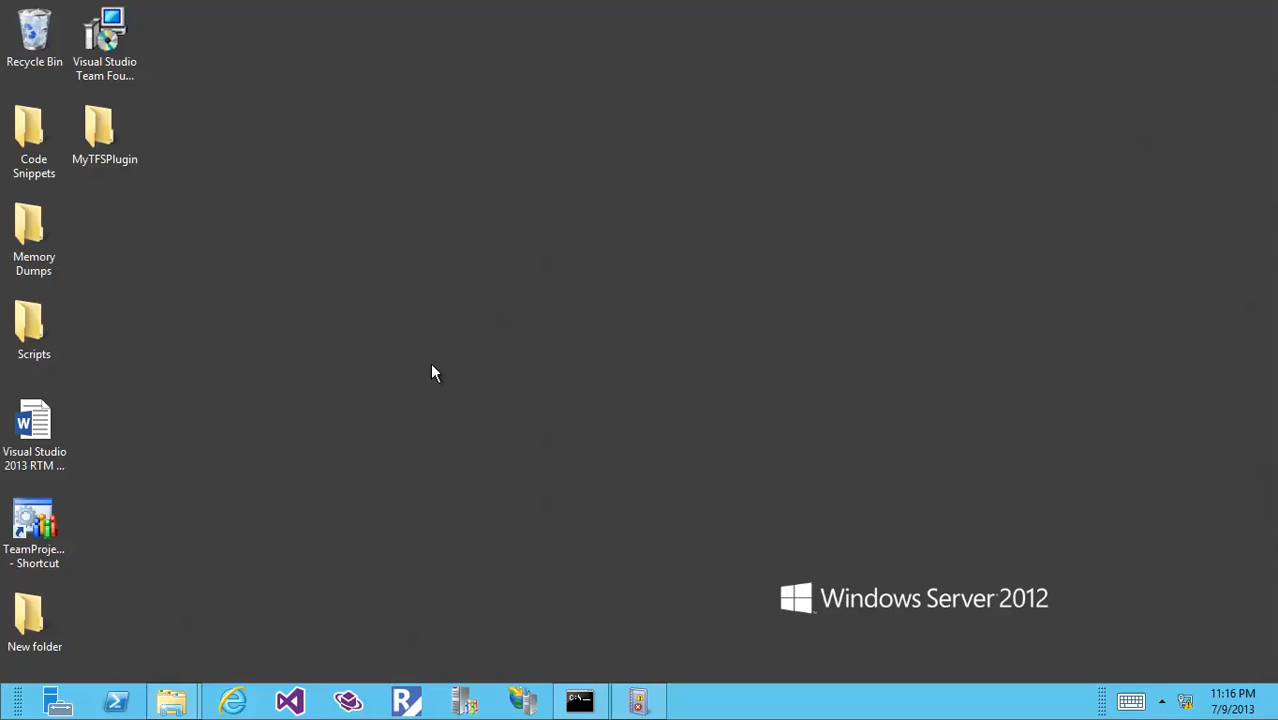 Recycle Bin
Visual Studio
Team Fou...
Code
Snippets
MyTFSPlugin
Memory
Dumps
Scripts
Visual Studio
2013 RTM ...
TeamProje...
- Shortcut
New folder
Windows Server 2012
11:16 PM
7/9/2013